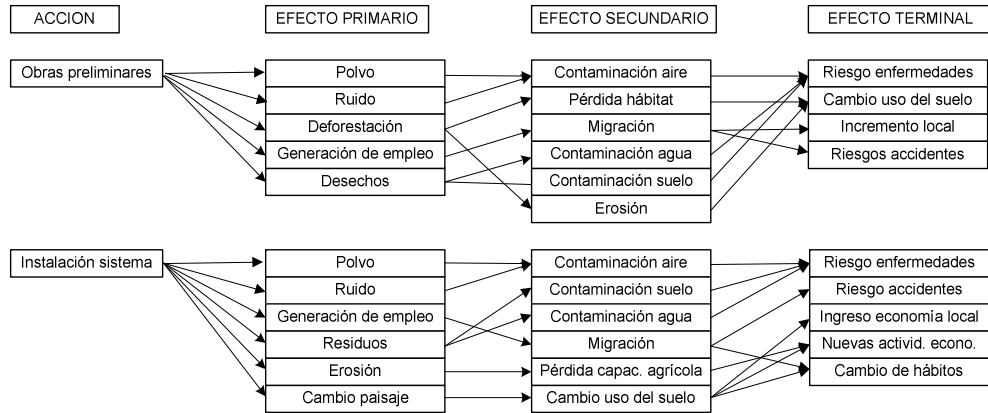 ACCION
EFECTO PRIMARIO
EFECTO SECUNDARIO
EFECTO TERMINAL
Obras preliminares
Polvo
Ruido
Deforestación
Generación de empleo
Desechos
Contaminación aire
Pérdida hábitat
Migración
Contaminación agua
Contaminación suelo
Erosión
Riesgo enfermedades
Cambio uso del suelo
Incremento local
Riesgos accidentes
Instalación sistema
Polvo
Ruido
Generación de empleo
Residuos
Erosión
Cambio paisaje
Contaminación aire
Contaminación suelo
Contaminación agua
Migración
Pérdida capac. agrícola
Cambio uso del suelo
Riesgo enfermedades
Riesgo accidentes
Ingreso economía local
Nuevas activid. econo.
Cambio de hábitos